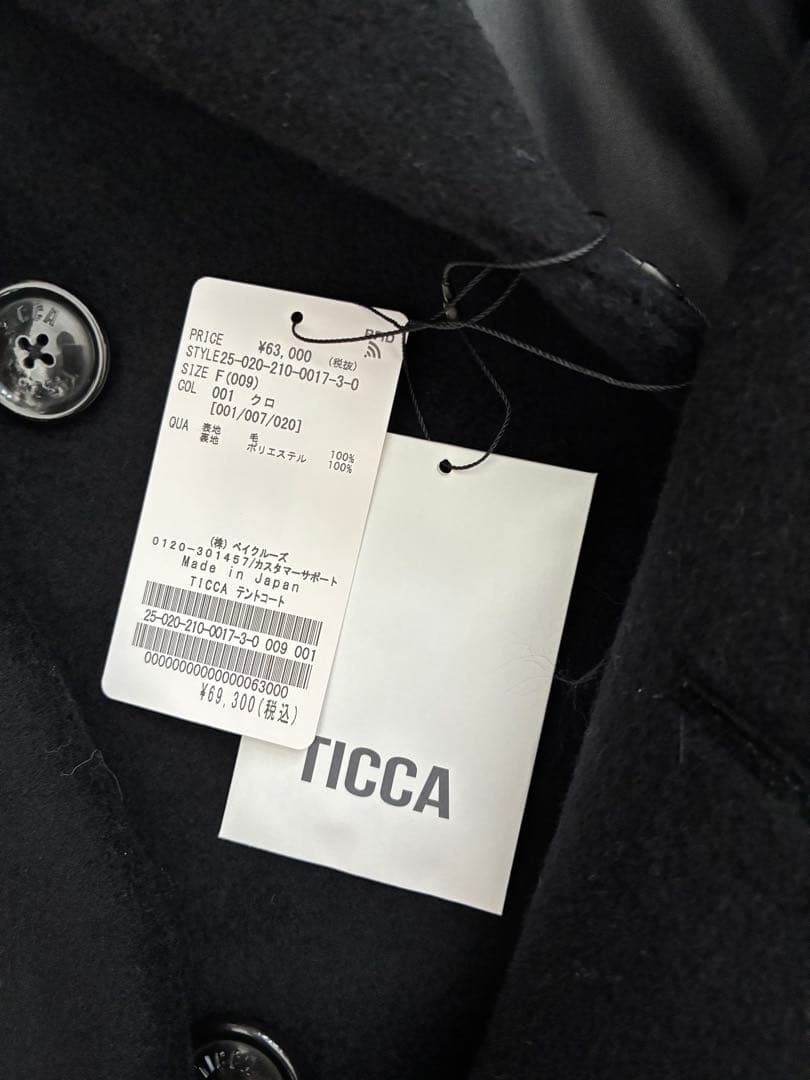 PRICE ¥63,000 (税抜)
RFID
STYLE25-020-210-0017-3-0
SIZE F(009)
COL 001 クロ
[001/007/020]
QUA 表地 毛 100%
裏地 ポリエステル 100%
(株) ベイクルーズ
0120-301457/カスタマーサポート
Made in Japan
TICCA テントコート
25-020-210-0017-3-0 009 001
0000000000000063000
¥69,300(税込)
TICCA
TICCA